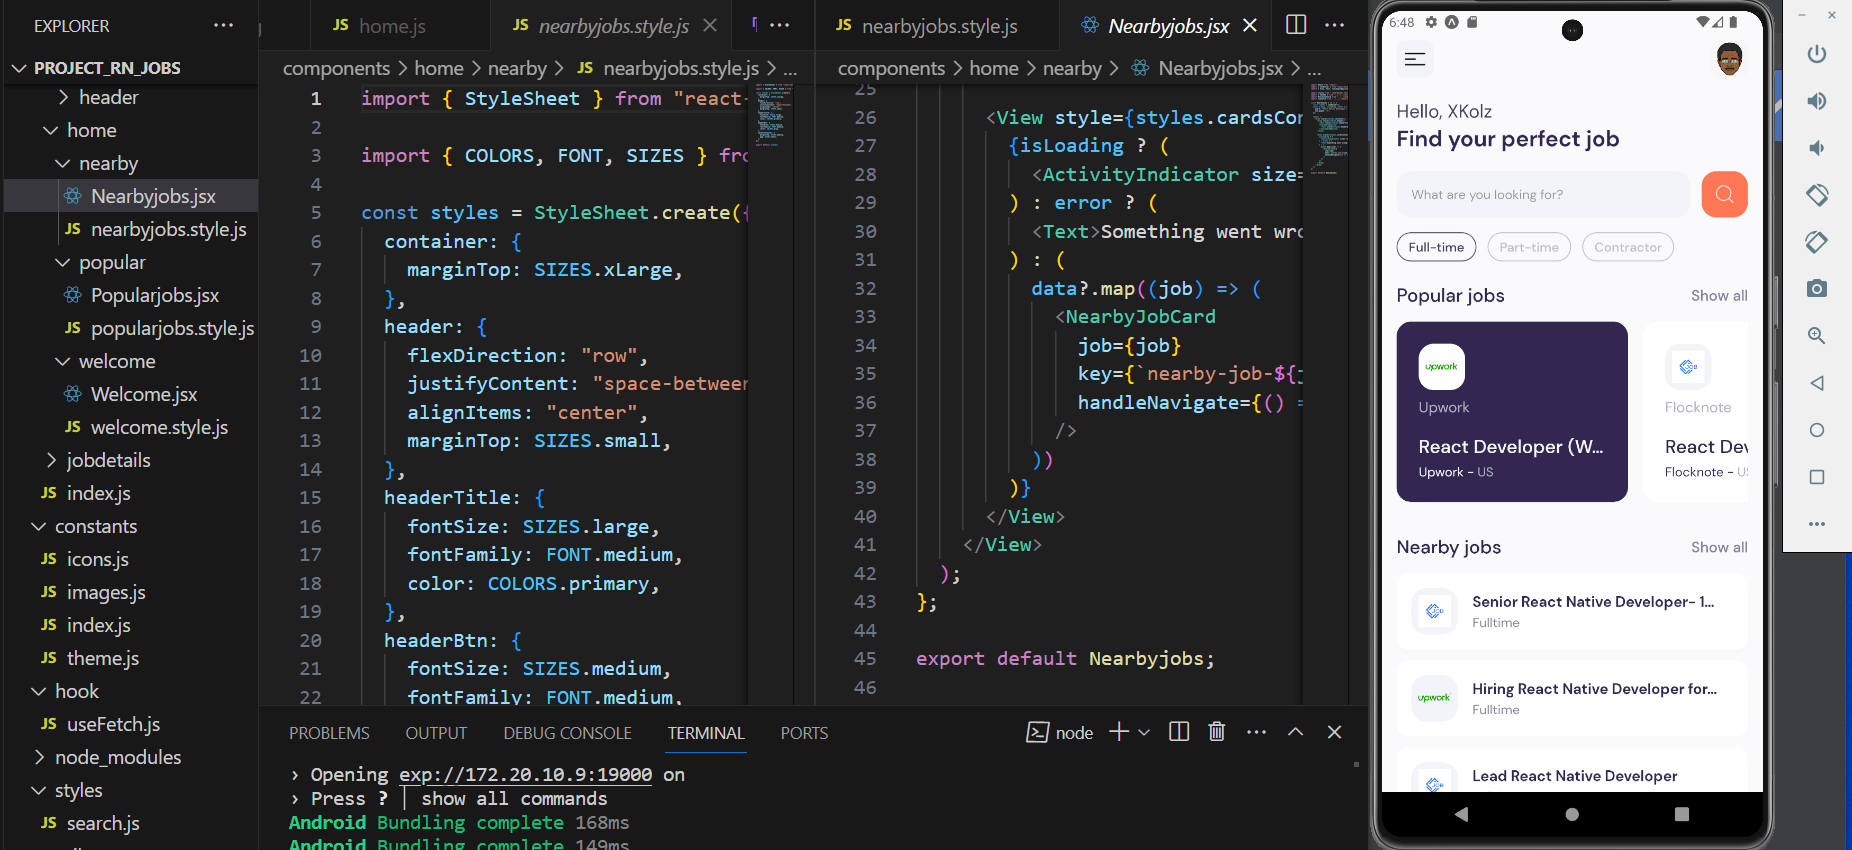 EXPLORER
PROJECT_RN_JOBS
header
home
nearby
Nearbyjobs.jsx
JS nearbyjobs.style.js
popular
Popularjobs.jsx
JS popularjobs.style.js
welcome
Welcome.jsx
JS welcome.style.js
jobdetails
JS index.js
constants
JS icons.js
JS images.js
JS index.js
JS theme.js
hook
JS useFetch.js
node_modules
styles
JS search.js
JS home.js
JS nearbyjobs.style.js
components > home > nearby > JS nearbyjobs.style.js > ...
1 import { StyleSheet } from "react-
2
3 import { COLORS, FONT, SIZES } fro
4
5 const styles = StyleSheet.create({
6 container: {
7 marginTop: SIZES.xLarge,
8 },
9 header: {
10 flexDirection: "row",
11 justifyContent: "space-between
12 alignItems: "center",
13 marginTop: SIZES.small,
14 },
15 headerTitle: {
16 fontSize: SIZES.large,
17 fontFamily: FONT.medium,
18 color: COLORS.primary,
19 },
20 headerBtn: {
21 fontSize: SIZES.medium,
22 fontFamily: FONT.medium,
JS nearbyjobs.style.js
Nearbyjobs.jsx
components > home > nearby > Nearbyjobs.jsx > ...
25
26 <View style={styles.cardsCon
27 {isLoading ? (
28 <ActivityIndicator size=
29 ) : error ? (
30 <Text>Something went wro
31 ) : (
32 data?.map((job) => (
33 <NearbyJobCard
34 job={job}
35 key={`nearby-job-${j
36 handleNavigate={() =
37 />
38 ))
39 )}
40 </View>
41 </View>
42 );
43 };
44
45 export default Nearbyjobs;
46
PROBLEMS OUTPUT DEBUG CONSOLE TERMINAL PORTS
node
› Opening exp://172.20.10.9:19000 on
› Press ? │ show all commands
Android Bundling complete 168ms
Android Bundling complete 149ms
6:48
Hello, XKolz
Find your perfect job
What are you looking for?
Full-time Part-time Contractor
Popular jobs Show all
upwork
Upwork
React Developer (W...
Upwork - US
JOB
Flocknote
React Dev
Flocknote - US
Nearby jobs Show all
JOB
Senior React Native Developer- 1...
Fulltime
upwork
Hiring React Native Developer for...
Fulltime
JOB
Lead React Native Developer